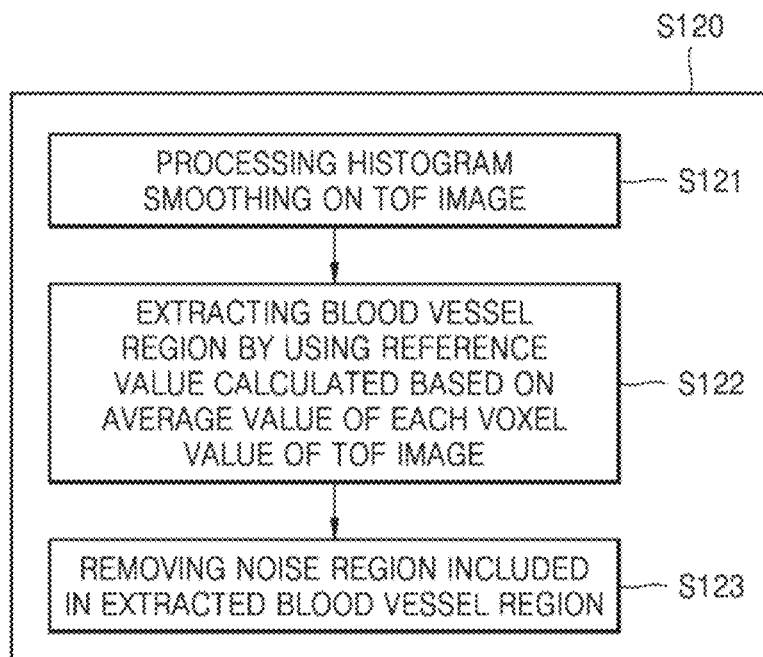 S120
PROCESSING HISTOGRAM
SMOOTHING ON TOF IMAGE
S121
EXTRACTING BLOOD VESSEL
REGION BY USING REFERENCE
VALUE CALCULATED BASED ON
AVERAGE VALUE OF EACH VOXEL
VALUE OF TOF IMAGE
S122
REMOVING NOISE REGION INCLUDED
IN EXTRACTED BLOOD VESSEL REGION
S123